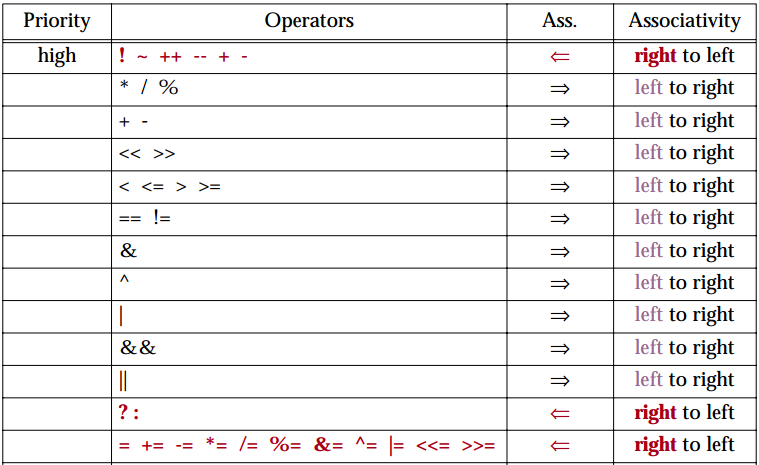 Priority Operators Ass. Associativity
high ! ~ ++ -- + - ⇐ right to left
* / % ⇒ left to right
+ - ⇒ left to right
<< >> ⇒ left to right
< <= > >= ⇒ left to right
== != ⇒ left to right
& ⇒ left to right
^ ⇒ left to right
| ⇒ left to right
&& ⇒ left to right
|| ⇒ left to right
?: ⇐ right to left
= += -= *= /= %= &= ^= |= <<= >>= ⇐ right to left